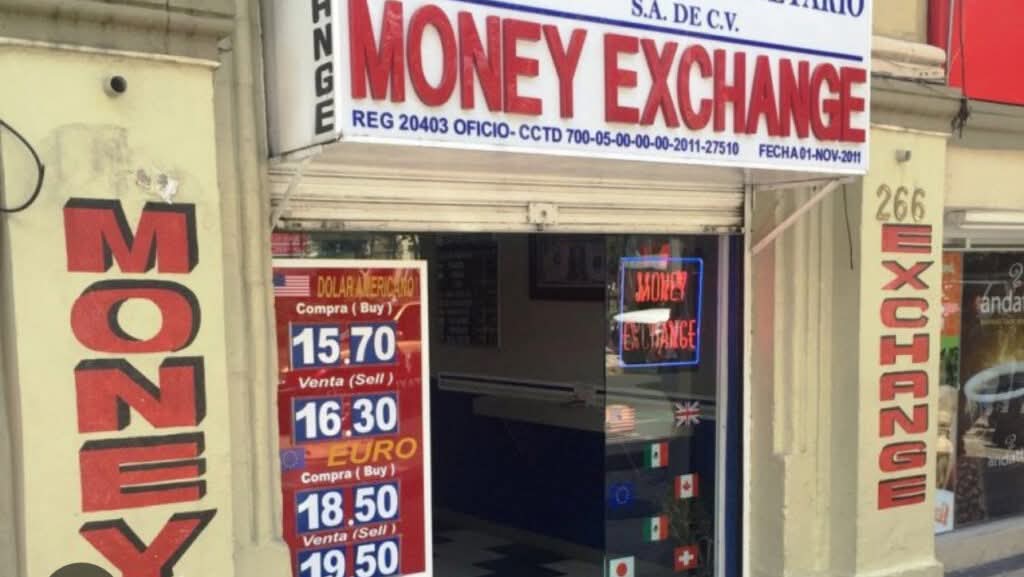 S.A. DE C.V.
MONEY EXCHANGE
REG 20403 OFICIO- CCTD 700-05-00-00-00-2011-27510 FECHA 01-NOV-2011
MONEY
DOLAR AMERICANO
Compra ( Buy )
15.70
Venta (Sell )
16.30
EURO
Compra ( Buy )
18.50
Venta (Sell )
19.50
MONEY
EXCHANGE
266
EXCHANGE